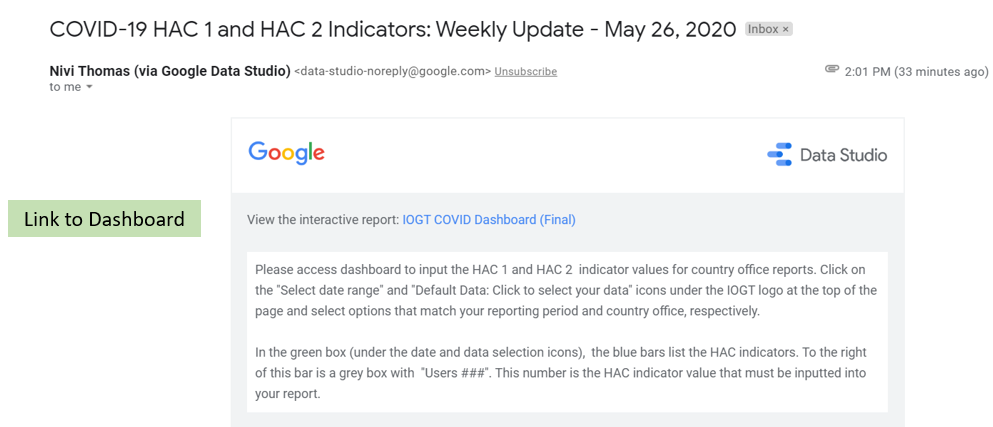 COVID-19 HAC 1 and HAC 2 Indicators: Weekly Update - May 26, 2020 Inbox ×
Nivi Thomas (via Google Data Studio) <data-studio-noreply@google.com> Unsubscribe 2:01 PM (33 minutes ago)
to me
Google Data Studio
Link to Dashboard
View the interactive report: IOGT COVID Dashboard (Final)
Please access dashboard to input the HAC 1 and HAC 2 indicator values for country office reports. Click on
the "Select date range" and "Default Data: Click to select your data" icons under the IOGT logo at the top of the
page and select options that match your reporting period and country office, respectively.
In the green box (under the date and data selection icons), the blue bars list the HAC indicators. To the right
of this bar is a grey box with "Users ###". This number is the HAC indicator value that must be inputted into
your report.